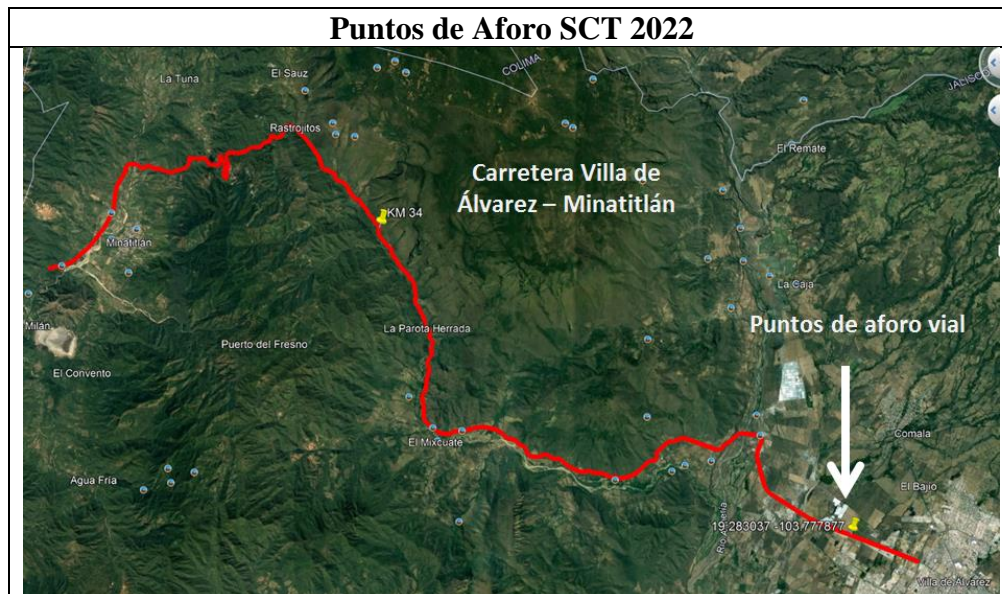 Puntos de Aforo SCT 2022
La Tuna
El Sauz
COLIMA
JALISCO
Rastrojitos
El Remate
Carretera Villa de
Álvarez – Minatitlán
KM 34
Minatitlán
La Caja
Milán
La Parota Herrada
Puntos de aforo vial
Puerto del Fresno
El Convento
El Mixcuate
Comala
Agua Fría
El Bajío
19.283037 -103.777877
Villa de Álvarez